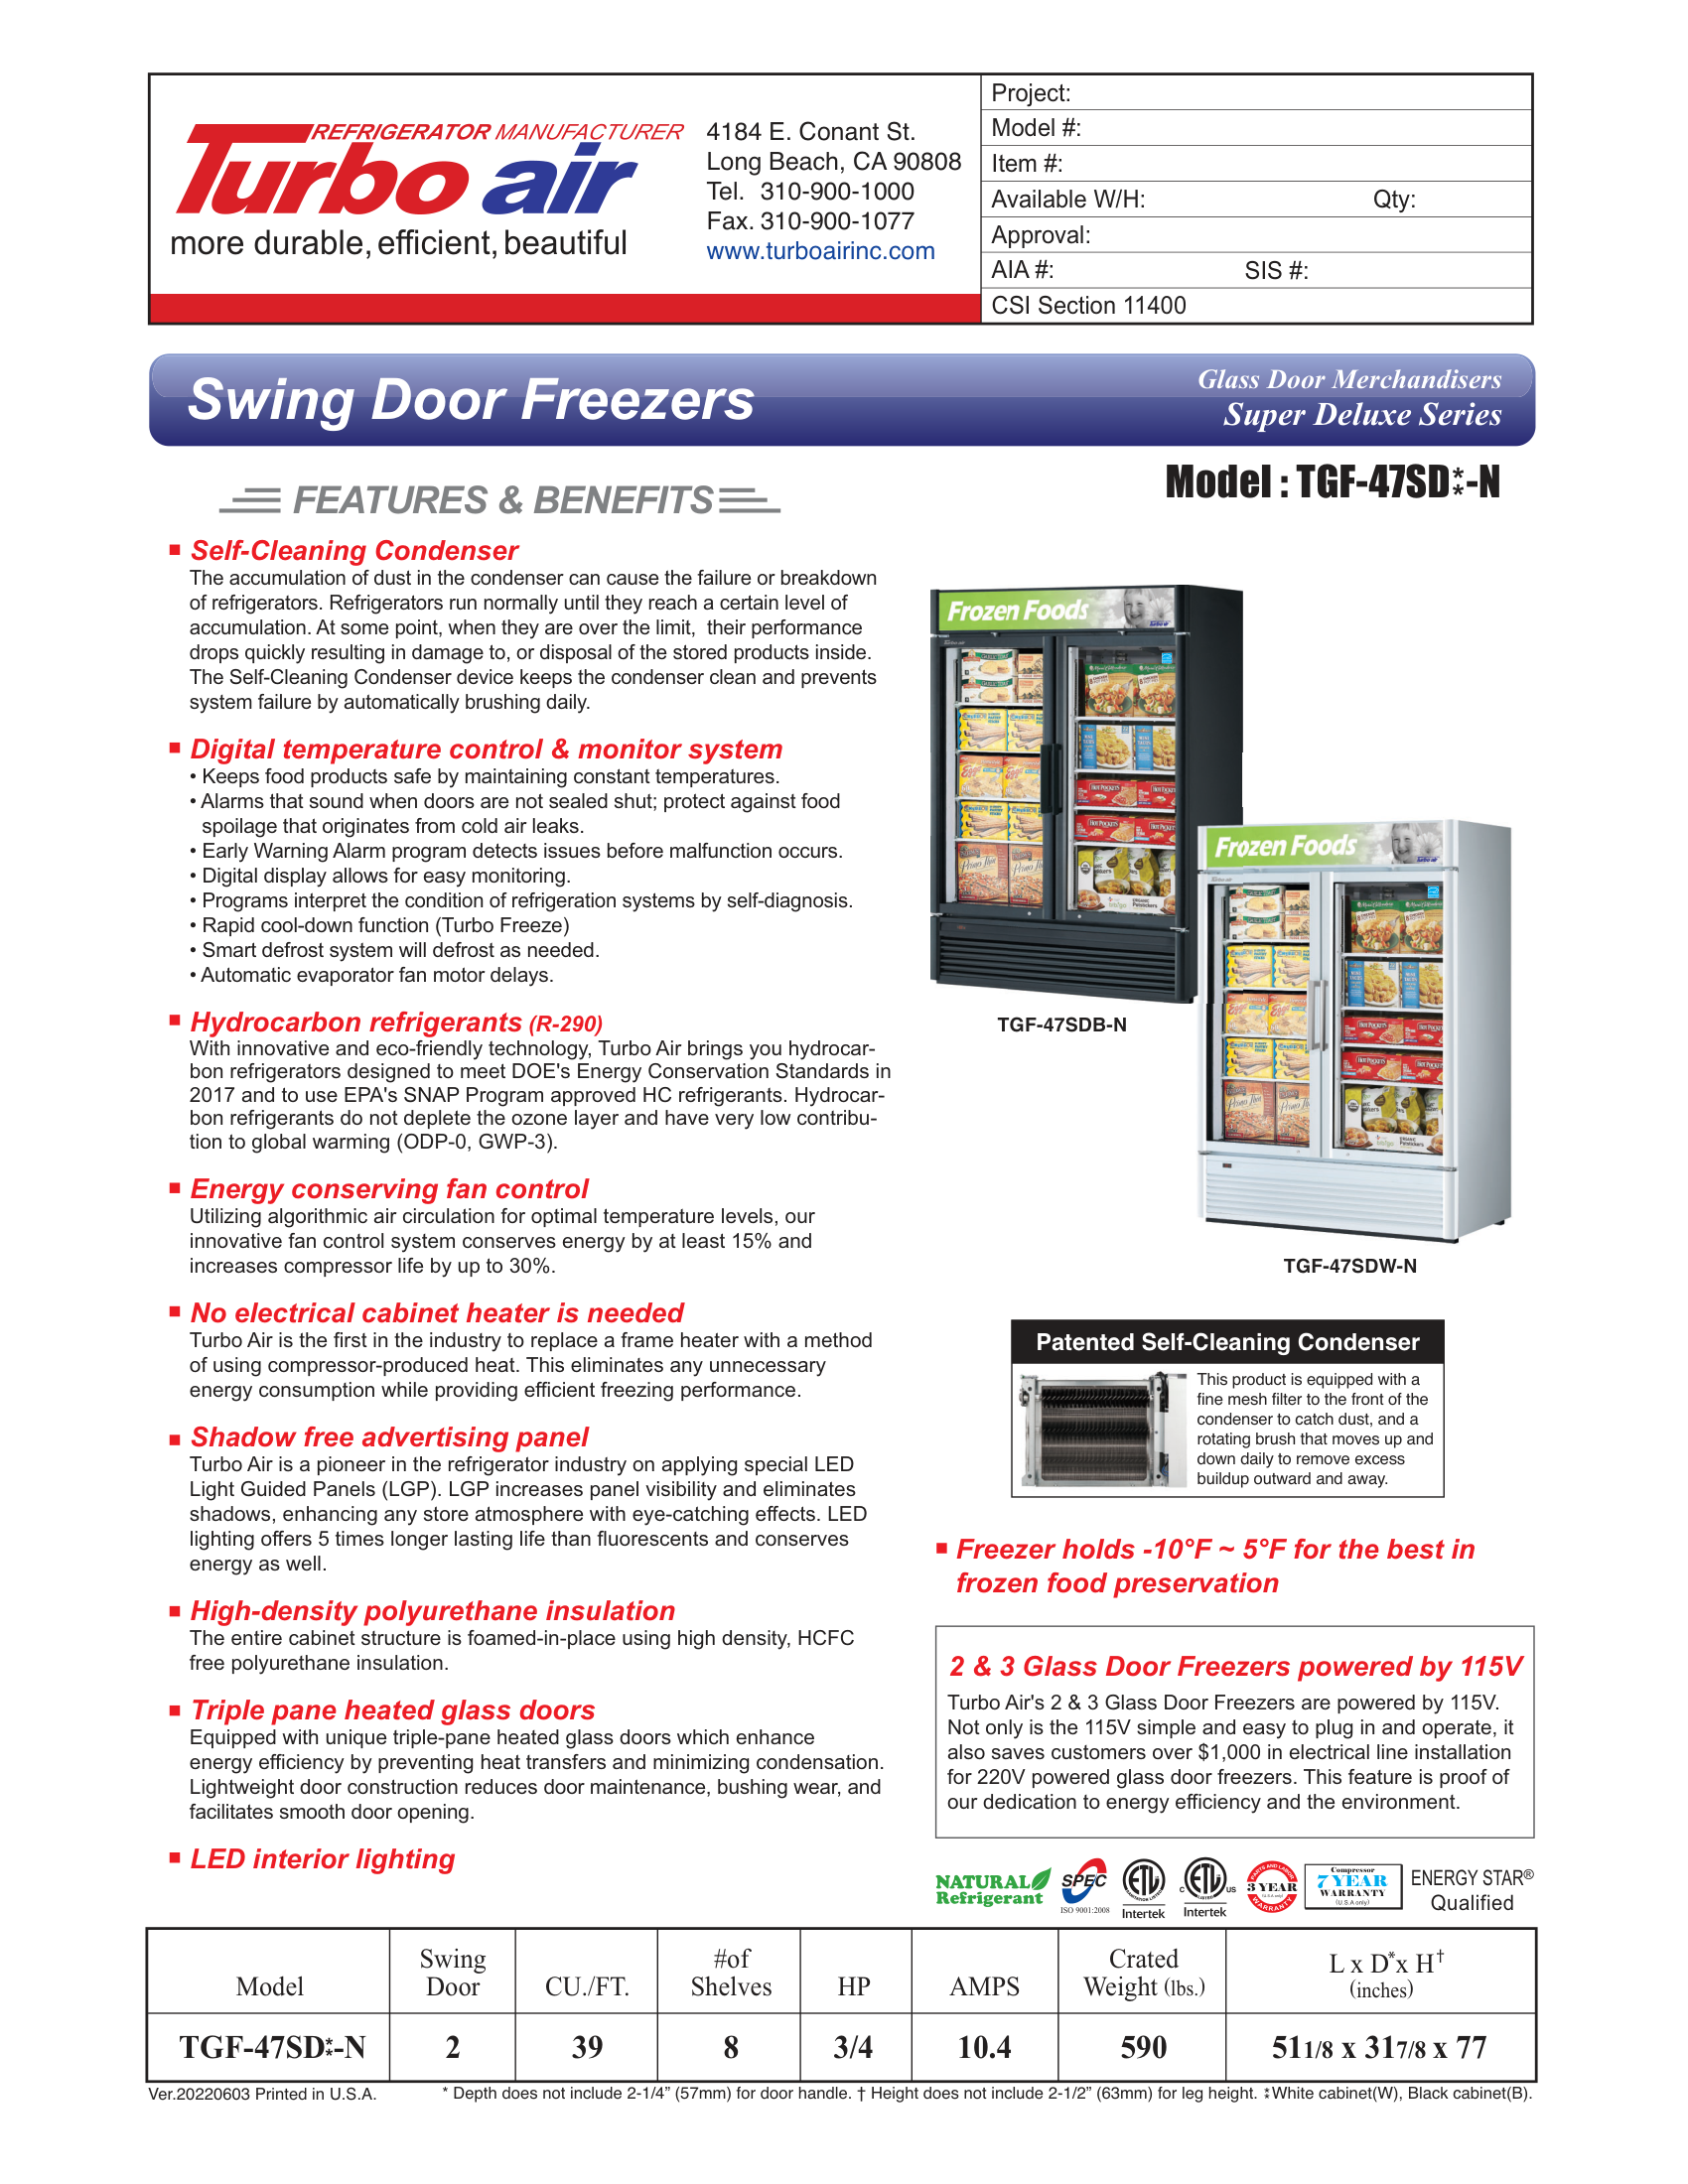 REFRIGERATOR MANUFACTURER
Turbo air
more durable, efficient, beautiful
4184 E. Conant St.
Long Beach, CA 90808
Tel. 310-900-1000
Fax. 310-900-1077
www.turboairinc.com
Project:
Model #:
Item #:
Available W/H: Qty:
Approval:
AIA #: SIS #:
CSI Section 11400
Swing Door Freezers
Glass Door Merchandisers
Super Deluxe Series
Model : TGF-47SD⁑-N
FEATURES & BENEFITS
Self-Cleaning Condenser
The accumulation of dust in the condenser can cause the failure or breakdown
of refrigerators. Refrigerators run normally until they reach a certain level of
accumulation. At some point, when they are over the limit, their performance
drops quickly resulting in damage to, or disposal of the stored products inside.
The Self-Cleaning Condenser device keeps the condenser clean and prevents
system failure by automatically brushing daily.
Digital temperature control & monitor system
• Keeps food products safe by maintaining constant temperatures.
• Alarms that sound when doors are not sealed shut; protect against food
spoilage that originates from cold air leaks.
• Early Warning Alarm program detects issues before malfunction occurs.
• Digital display allows for easy monitoring.
• Programs interpret the condition of refrigeration systems by self-diagnosis.
• Rapid cool-down function (Turbo Freeze)
• Smart defrost system will defrost as needed.
• Automatic evaporator fan motor delays.
Hydrocarbon refrigerants (R-290)
With innovative and eco-friendly technology, Turbo Air brings you hydrocar-
bon refrigerators designed to meet DOE's Energy Conservation Standards in
2017 and to use EPA's SNAP Program approved HC refrigerants. Hydrocar-
bon refrigerants do not deplete the ozone layer and have very low contribu-
tion to global warming (ODP-0, GWP-3).
Energy conserving fan control
Utilizing algorithmic air circulation for optimal temperature levels, our
innovative fan control system conserves energy by at least 15% and
increases compressor life by up to 30%.
No electrical cabinet heater is needed
Turbo Air is the first in the industry to replace a frame heater with a method
of using compressor-produced heat. This eliminates any unnecessary
energy consumption while providing efficient freezing performance.
Shadow free advertising panel
Turbo Air is a pioneer in the refrigerator industry on applying special LED
Light Guided Panels (LGP). LGP increases panel visibility and eliminates
shadows, enhancing any store atmosphere with eye-catching effects. LED
lighting offers 5 times longer lasting life than fluorescents and conserves
energy as well.
High-density polyurethane insulation
The entire cabinet structure is foamed-in-place using high density, HCFC
free polyurethane insulation.
Triple pane heated glass doors
Equipped with unique triple-pane heated glass doors which enhance
energy efficiency by preventing heat transfers and minimizing condensation.
Lightweight door construction reduces door maintenance, bushing wear, and
facilitates smooth door opening.
LED interior lighting
Frozen Foods
TGF-47SDB-N
Frozen Foods
TGF-47SDW-N
Patented Self-Cleaning Condenser
This product is equipped with a
fine mesh filter to the front of the
condenser to catch dust, and a
rotating brush that moves up and
down daily to remove excess
buildup outward and away.
Freezer holds -10°F ~ 5°F for the best in
frozen food preservation
2 & 3 Glass Door Freezers powered by 115V
Turbo Air's 2 & 3 Glass Door Freezers are powered by 115V.
Not only is the 115V simple and easy to plug in and operate, it
also saves customers over $1,000 in electrical line installation
for 220V powered glass door freezers. This feature is proof of
our dedication to energy efficiency and the environment.
NATURAL
Refrigerant
SPEC
ISO 9001:2008
ETL
Intertek
C ETL US
Intertek
PARTS AND LABOR
3 YEAR
(U.S.A only)
WARRANTY
Compressor
7 YEAR
WARRANTY
(U.S.A only)
ENERGY STAR®
Qualified
Model Swing Door CU./FT. #of Shelves HP AMPS Crated Weight (lbs.) L x D* x H† (inches)
TGF-47SD⁑-N 2 39 8 3/4 10.4 590 51 1/8 x 31 7/8 x 77
Ver.20220603 Printed in U.S.A. * Depth does not include 2-1/4” (57mm) for door handle. † Height does not include 2-1/2” (63mm) for leg height. ⁑ White cabinet(W), Black cabinet(B).